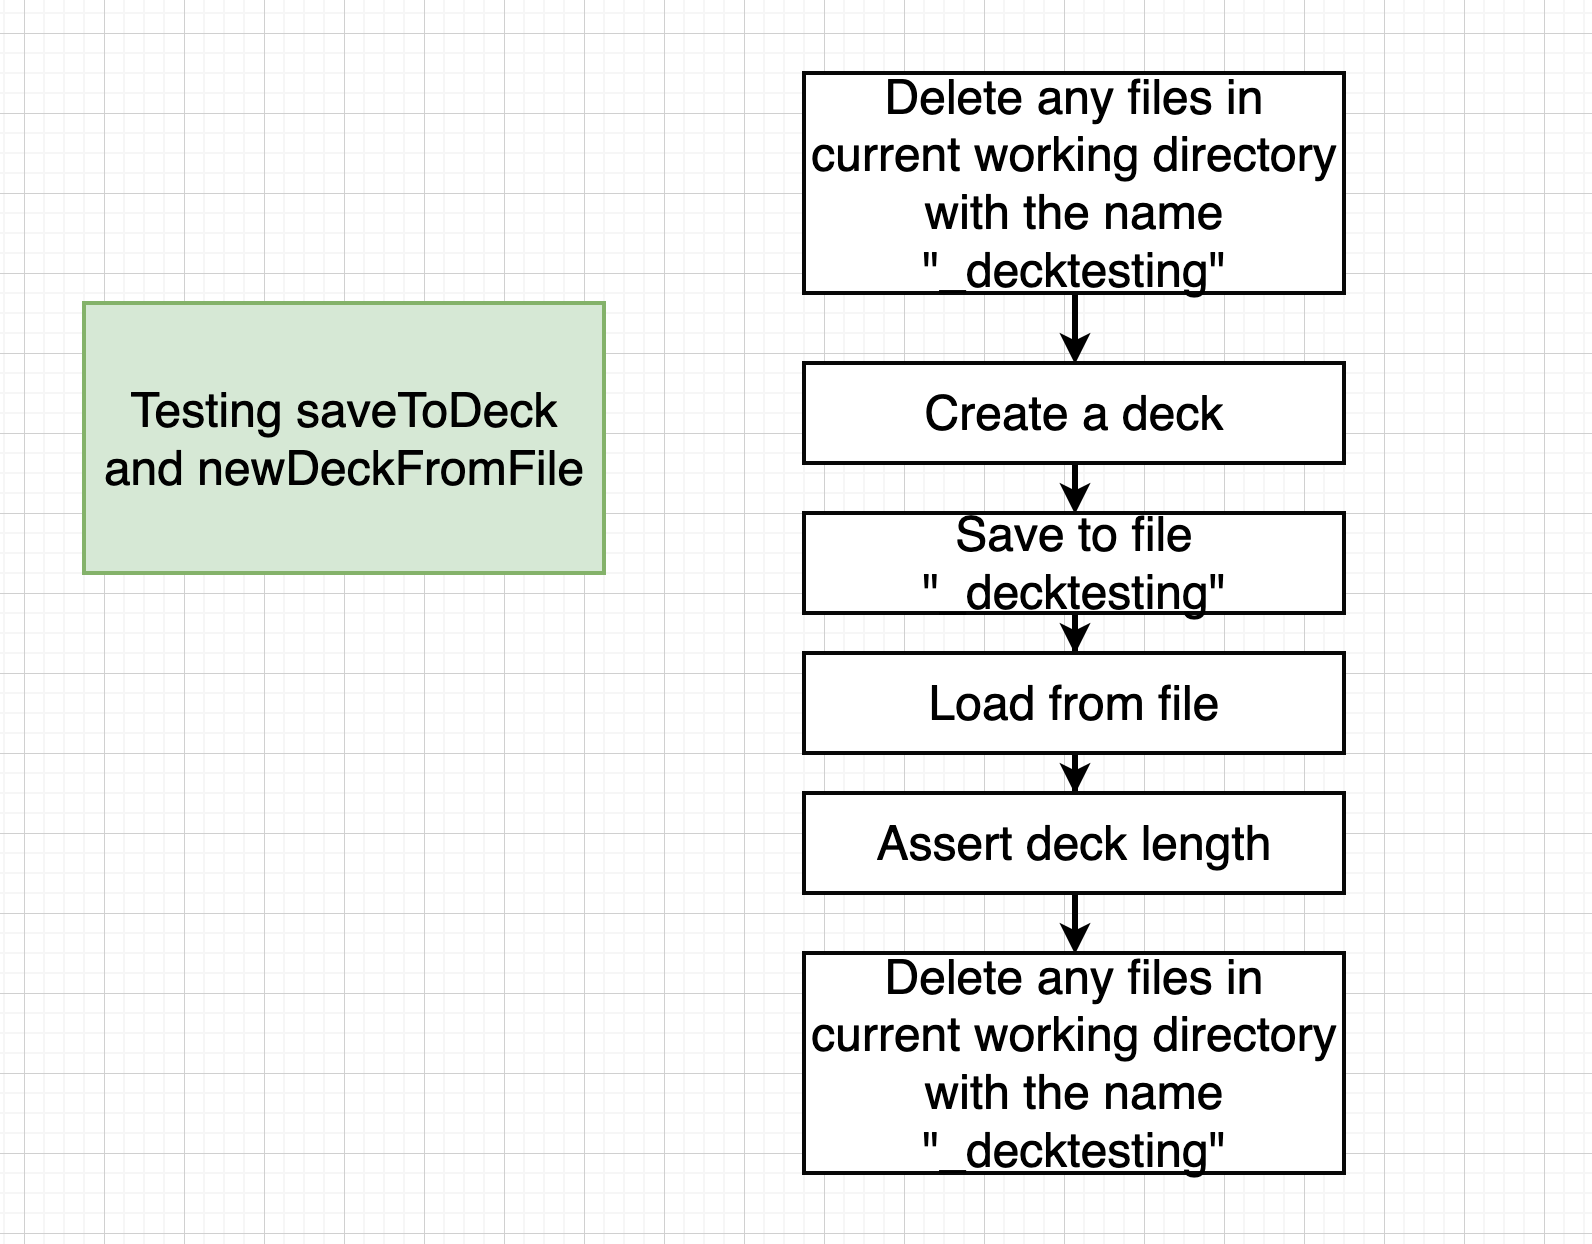 Delete any files in
current working directory
with the name
"_decktesting"
Testing saveToDeck
and newDeckFromFile
Create a deck
Save to file
"_decktesting"
Load from file
Assert deck length
Delete any files in
current working directory
with the name
"_decktesting"